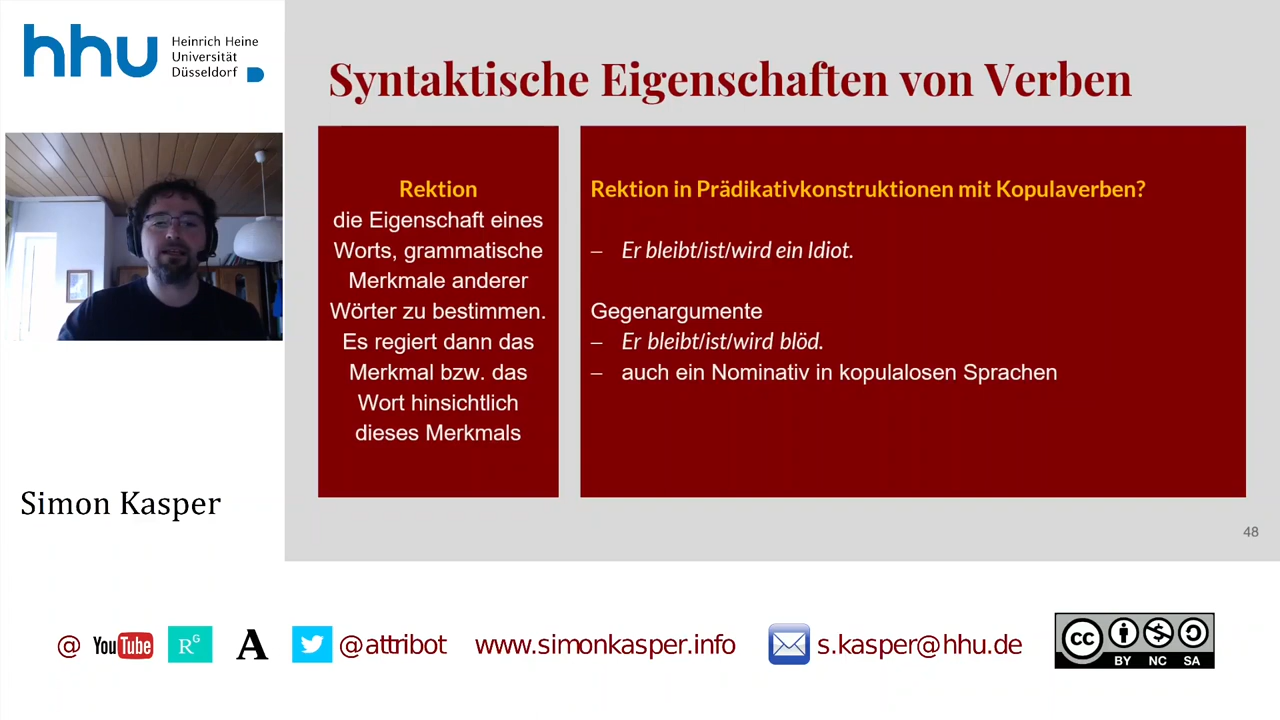 hhu Heinrich Heine
Universität
Düsseldorf
Syntaktische Eigenschaften von Verben
Rektion
die Eigenschaft eines
Worts, grammatische
Merkmale anderer
Wörter zu bestimmen.
Es regiert dann das
Merkmal bzw. das
Wort hinsichtlich
dieses Merkmals
Rektion in Prädikativkonstruktionen mit Kopulaverben?
– Er bleibt/ist/wird ein Idiot.
Gegenargumente
– Er bleibt/ist/wird blöd.
– auch ein Nominativ in kopulalosen Sprachen
Simon Kasper
48
@ YouTube RG A @attribot www.simonkasper.info s.kasper@hhu.de cc
BY NC SA